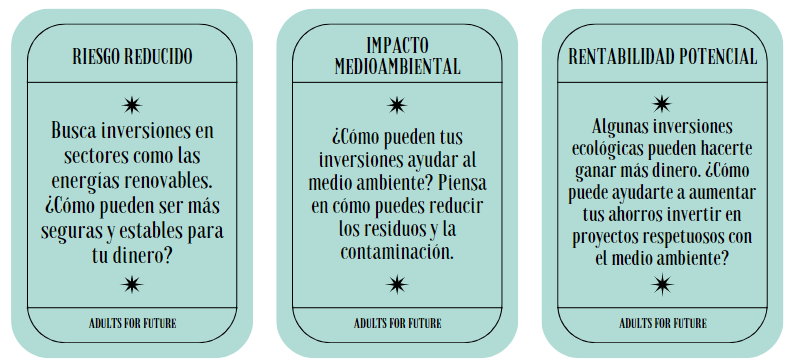 RIESGO REDUCIDO
Busca inversiones en
sectores como las
energías renovables.
¿Cómo pueden ser más
seguras y estables para
tu dinero?
ADULTS FOR FUTURE
IMPACTO
MEDIOAMBIENTAL
¿Cómo pueden tus
inversiones ayudar al
medio ambiente? Piensa
en cómo puedes reducir
los residuos y la
contaminación.
ADULTS FOR FUTURE
RENTABILIDAD POTENCIAL
Algunas inversiones
ecológicas pueden hacerte
ganar más dinero. ¿Cómo
puede ayudarte a aumentar
tus ahorros invertir en
proyectos respetuosos con
el medio ambiente?
ADULTS FOR FUTURE